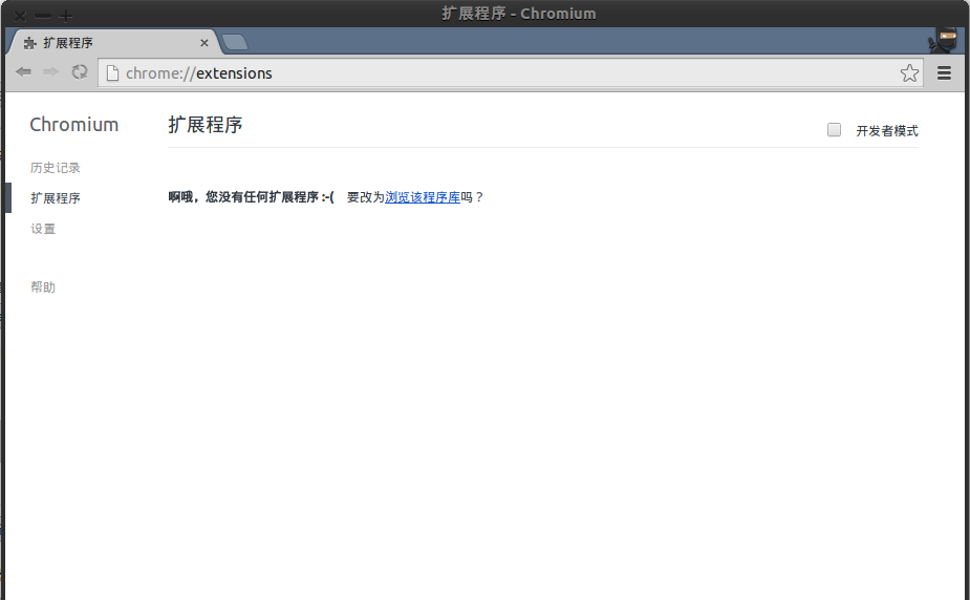 扩展程序 - Chromium
扩展程序
chrome://extensions
Chromium
扩展程序
开发者模式
历史记录
扩展程序
啊哦，您没有任何扩展程序 :-( 要改为浏览该程序库吗？
设置
帮助